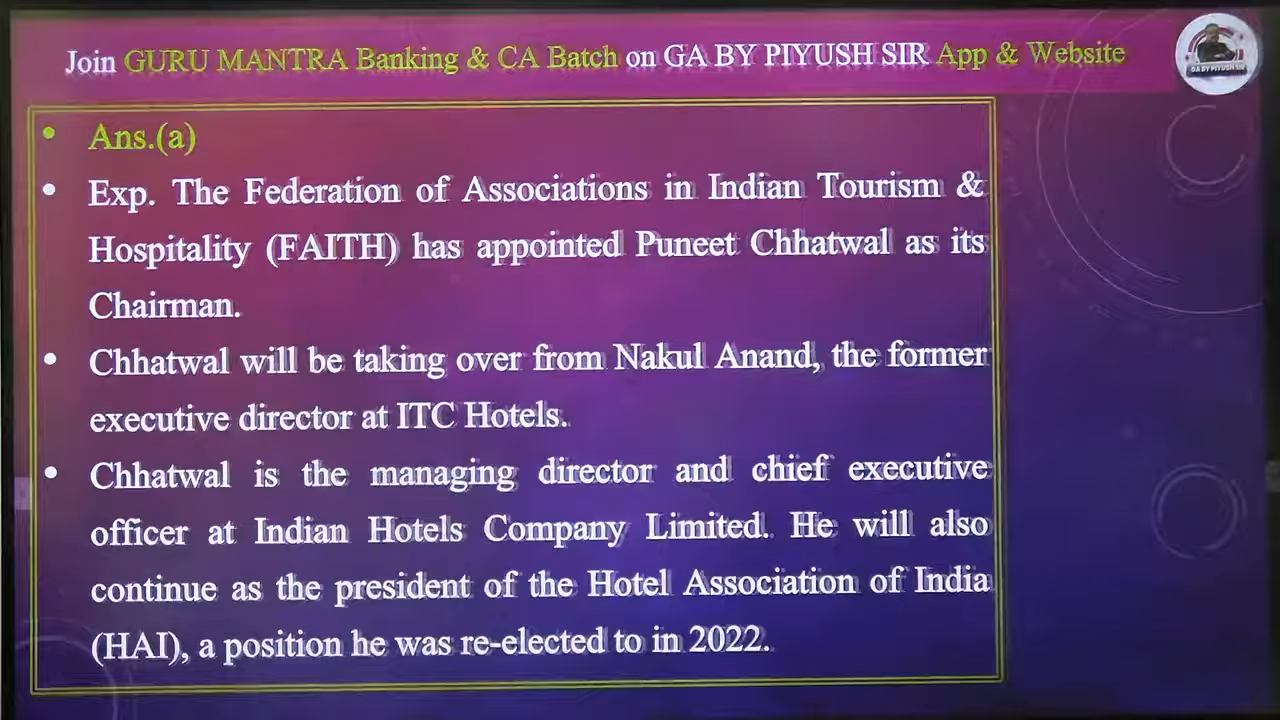 Join GURU MANTRA Banking & CA Batch on GA BY PIYUSH SIR App & Website
GA BY PIYUSH SIR
• Ans.(a)
• Exp. The Federation of Associations in Indian Tourism &
Hospitality (FAITH) has appointed Puneet Chhatwal as its
Chairman.
• Chhatwal will be taking over from Nakul Anand, the former
executive director at ITC Hotels.
• Chhatwal is the managing director and chief executive
officer at Indian Hotels Company Limited. He will also
continue as the president of the Hotel Association of India
(HAI), a position he was re-elected to in 2022.